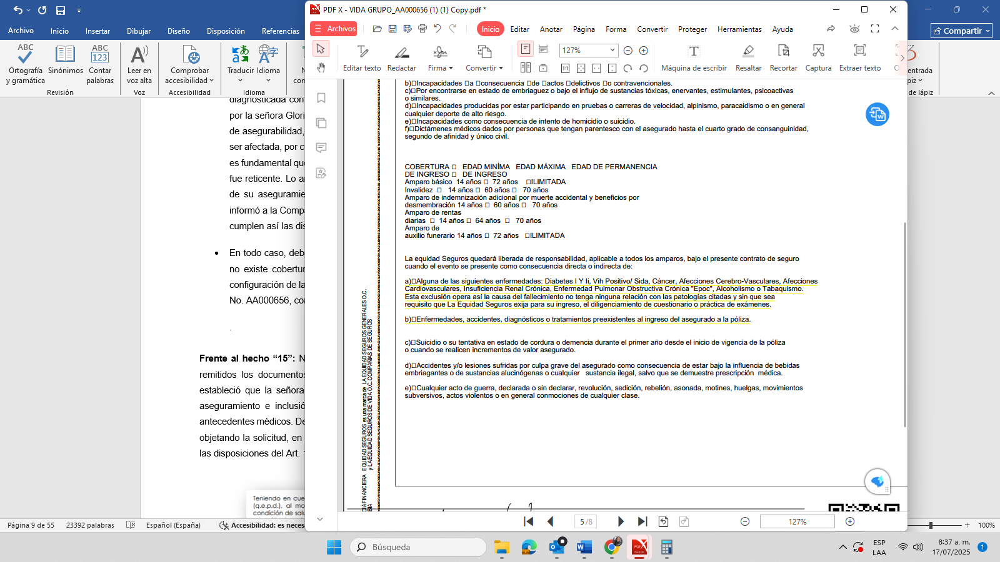 PDF X - VIDA GRUPO_AA000656 (1) (1) Copy.pdf *
Archivo Inicio Insertar Dibujar Diseño Disposición Referencias
Compartir
Archivos
Inicio Editar Anotar Página Forma Convertir Proteger Herramientas Ayuda
ABC
Ortografía y gramática
Sinónimos
ABC 123
Contar palabras
Revisión
Leer en voz alta
Voz
Comprobar accesibilidad
Accesibilidad
Traducir
Idioma
Idioma
127%
Editar texto Redactar Firma Convertir
Máquina de escribir Resaltar Recortar Captura Extraer texto
entrada
de lápiz
diagnosticada con
por la señora Glori
de asegurabilidad,
ser afectada, por c
es fundamental que
fue reticente. Lo an
de su aseguramie
informó a la Compa
cumplen así las dis
En todo caso, debe
no existe cobertur
configuración de la
No. AA000656, con
.
Frente al hecho “15”: N
remitidos los documentos
estableció que la señora
aseguramiento e inclusió
antecedentes médicos. De
objetando la solicitud, en
las disposiciones del Art. 1
Teniendo en cue
(q.e.p.d.), al mo
condición de salu
b)□Incapacidades □a □consecuencia □de □actos □delictivos □o contravencionales.
c)□Por encontrarse en estado de embriaguez o bajo el influjo de sustancias tóxicas, enervantes, estimulantes, psicoactivas
o similares.
d)□Incapacidades producidas por estar participando en pruebas o carreras de velocidad, alpinismo, paracaidismo o en general
cualquier deporte de alto riesgo.
e)□Incapacidades como consecuencia de intento de homicidio o suicidio.
f)□Dictámenes médicos dados por personas que tengan parentesco con el asegurado hasta el cuarto grado de consanguinidad,
segundo de afinidad y único civil.
COBERTURA □ EDAD MINÍMA EDAD MÁXIMA EDAD DE PERMANENCIA
DE INGRESO □ DE INGRESO
Amparo básico 14 años □ 72 años □ILIMITADA
Invalidez □ 14 años □ 60 años □ 70 años
Amparo de indemnización adicional por muerte accidental y beneficios por
desmembración 14 años □ 60 años □ 70 años
Amparo de rentas
diarias □ 14 años □ 64 años □ 70 años
Amparo de
auxilio funerario 14 años □ 72 años □ILIMITADA
La equidad Seguros quedará liberada de responsabilidad, aplicable a todos los amparos, bajo el presente contrato de seguro
cuando el evento se presente como consecuencia directa o indirecta de:
a)□Alguna de las siguientes enfermedades: Diabetes I Y Ii, Vih Positivo/ Sida, Cáncer, Afecciones Cerebro-Vasculares, Afecciones
Cardiovasculares, Insuficiencia Renal Crónica, Enfermedad Pulmonar Obstructiva Crónica "Epoc", Alcoholismo o Tabaquismo.
Esta exclusión opera así la causa del fallecimiento no tenga ninguna relación con las patologías citadas y sin que sea
requisito que La Equidad Seguros exija para su ingreso, el diligenciamiento de cuestionario o práctica de exámenes.
b)□Enfermedades, accidentes, diagnósticos o tratamientos preexistentes al ingreso del asegurado a la póliza.
c)□Suicidio o su tentativa en estado de cordura o demencia durante el primer año desde el inicio de vigencia de la póliza
o cuando se realicen incrementos de valor asegurado.
d)□Accidentes y/o lesiones sufridas por culpa grave del asegurado como consecuencia de estar bajo la influencia de bebidas
embriagantes o de sustancias alucinógenas o cualquier sustancia ilegal, salvo que se demuestre prescripción médica.
e)□Cualquier acto de guerra, declarada o sin declarar, revolución, sedición, rebelión, asonada, motines, huelgas, movimientos
subversivos, actos violentos o en general conmociones de cualquier clase.
FINANCIERA EQUIDAD SEGUROS es una marca de LA EQUIDAD SEGUROS GENERALES O.C.
y LA EQUIDAD SEGUROS DE VIDA O.C. COMPAÑIAS DE SEGUROS
5/8
127%
Página 9 de 55 23392 palabras Español (España) Accesibilidad: es neces
100%
Búsqueda
ESP
LAA
8:37 a. m.
17/07/2025
1